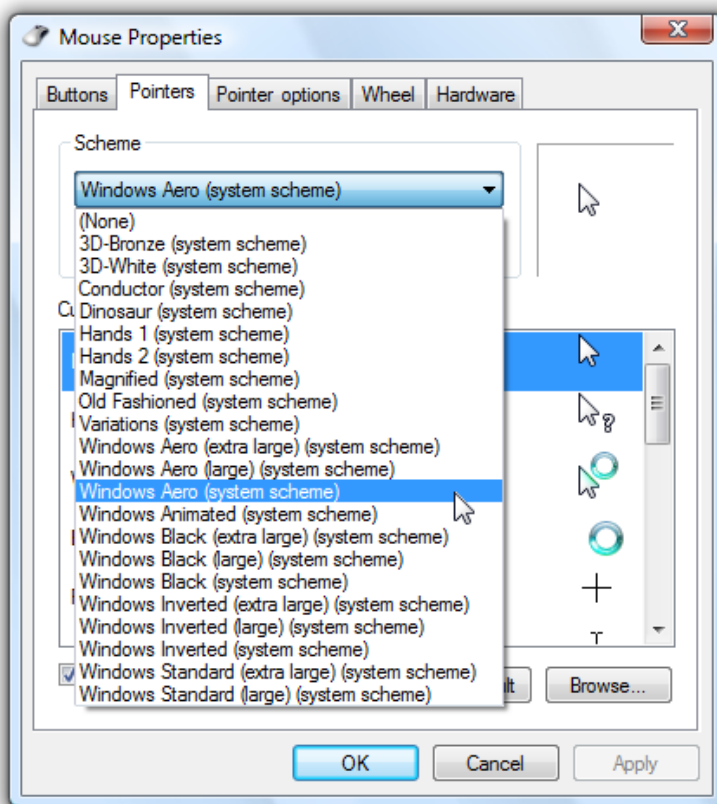 Mouse Properties
Buttons Pointers Pointer options Wheel Hardware
Scheme
Windows Aero (system scheme)
(None)
3D-Bronze (system scheme)
3D-White (system scheme)
Conductor (system scheme)
Dinosaur (system scheme)
Hands 1 (system scheme)
Hands 2 (system scheme)
Magnified (system scheme)
Old Fashioned (system scheme)
Variations (system scheme)
Windows Aero (extra large) (system scheme)
Windows Aero (large) (system scheme)
Windows Aero (system scheme)
Windows Animated (system scheme)
Windows Black (extra large) (system scheme)
Windows Black (large) (system scheme)
Windows Black (system scheme)
Windows Inverted (extra large) (system scheme)
Windows Inverted (large) (system scheme)
Windows Inverted (system scheme)
Windows Standard (extra large) (system scheme)
Windows Standard (large) (system scheme)
Browse...
OK Cancel Apply